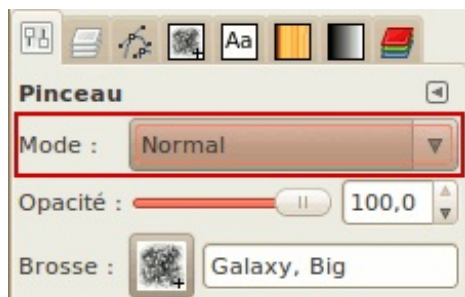 Aa
Pinceau
Mode : Normal
Opacité : 100,0
Brosse : Galaxy, Big